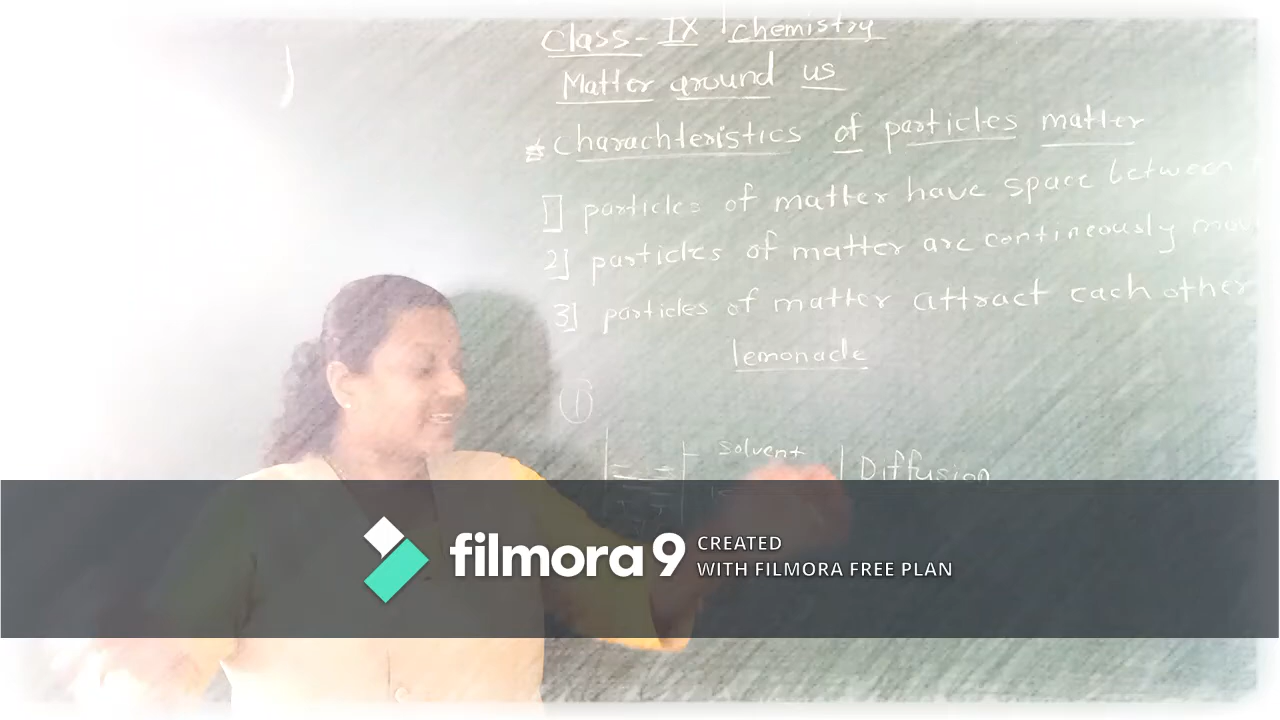 Class- IX | Chemistry
Matter around us
* Charachteristics of particles matter
1] particles of matter have space between
2] particles of matter are contineously
3] particles of matter attract each other
lemonade
①
solvent | Diffusion
filmora 9
CREATED
WITH FILMORA FREE PLAN